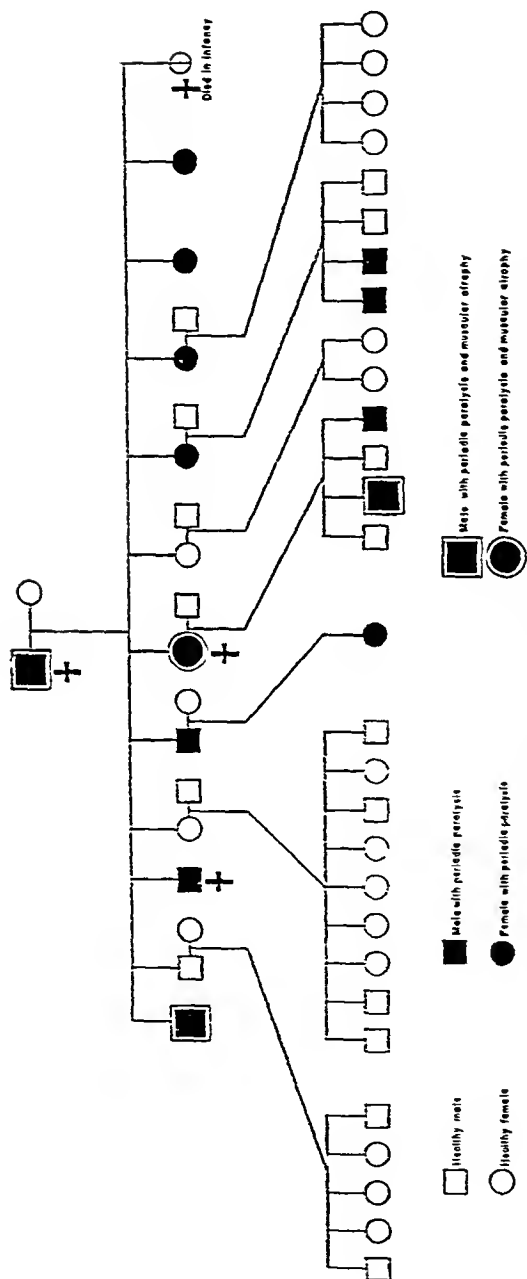 Died in infancy
Healthy male
Healthy female
Male with periodic paralysis
Female with periodic paralysis
Male with periodic paralysis and muscular atrophy
Female with periodic paralysis and muscular atrophy